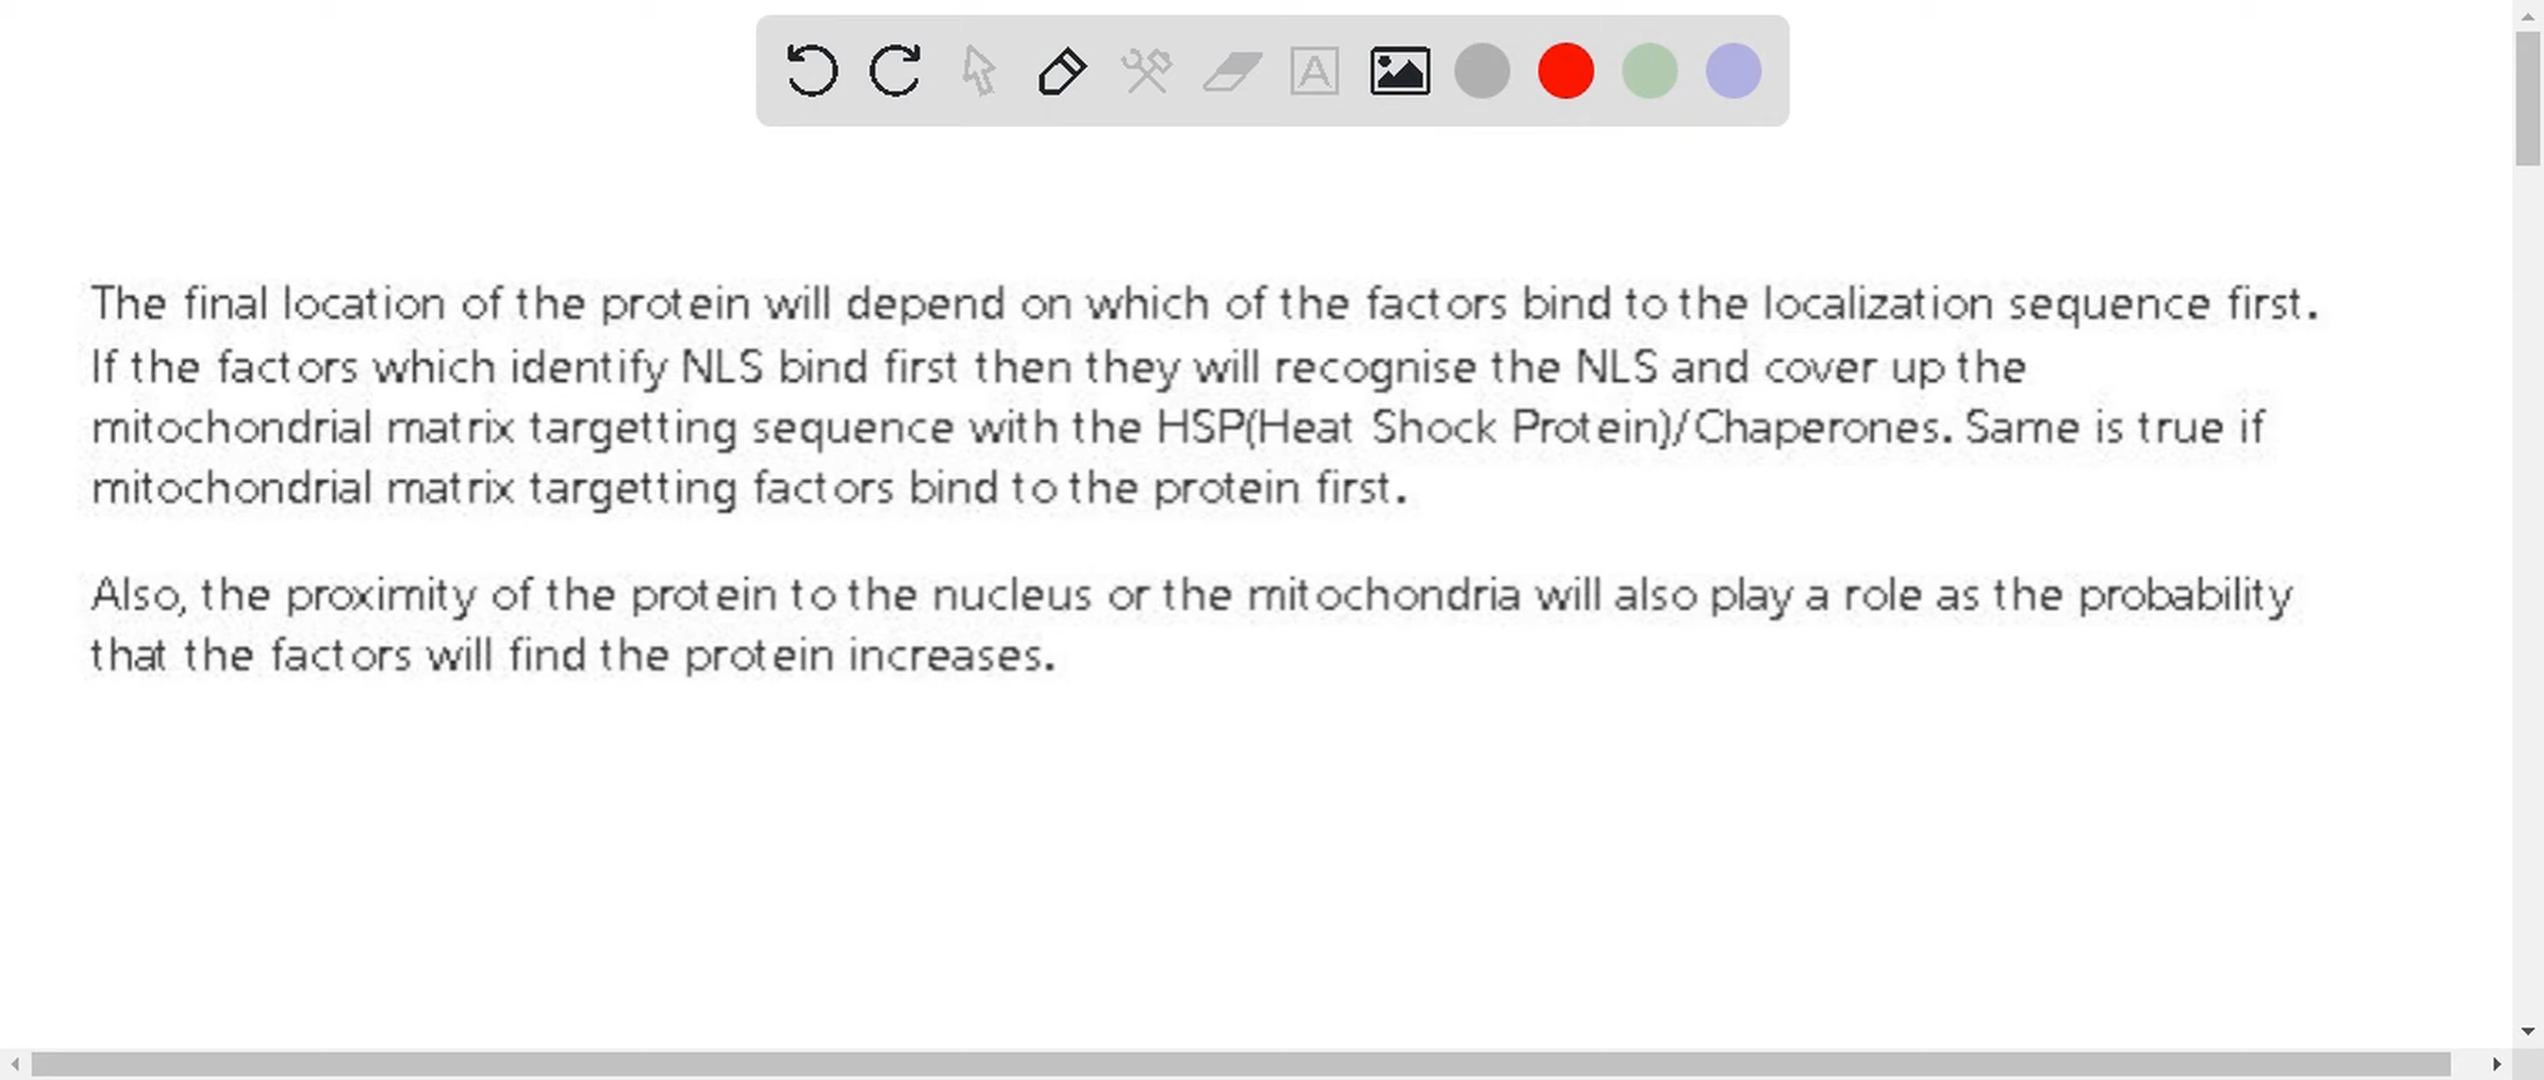 The final location of the protein will depend on which of the factors bind to the localization sequence first.
If the factors which identify NLS bind first then they will recognise the NLS and cover up the
mitochondrial matrix targetting sequence with the HSP(Heat Shock Protein)/Chaperones. Same is true if
mitochondrial matrix targetting factors bind to the protein first.
Also, the proximity of the protein to the nucleus or the mitochondria will also play a role as the probability
that the factors will find the protein increases.